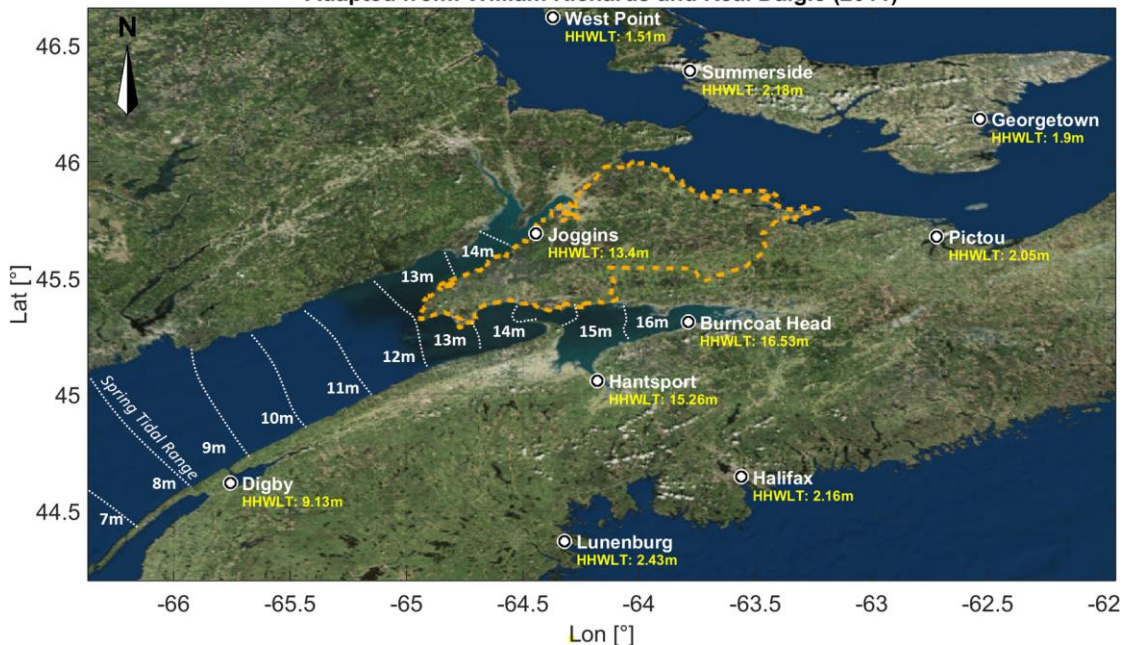 N
West Point
HHWLT: 1.51m
Summerside
HHWLT: 2.18m
Georgetown
HHWLT: 1.9m
Joggins
HHWLT: 13.4m
Pictou
HHWLT: 2.05m
14m
13m
12m
13m
14m
15m
16m
Burncoat Head
HHWLT: 16.53m
Hantsport
HHWLT: 15.26m
11m
10m
9m
Spring Tidal Range
8m
7m
Digby
HHWLT: 9.13m
Halifax
HHWLT: 2.16m
Lunenburg
HHWLT: 2.43m
Lat [°]
46.5
46
45.5
45
44.5
-66
-65.5
-65
-64.5
-64
-63.5
-63
-62.5
-62
Lon [°]